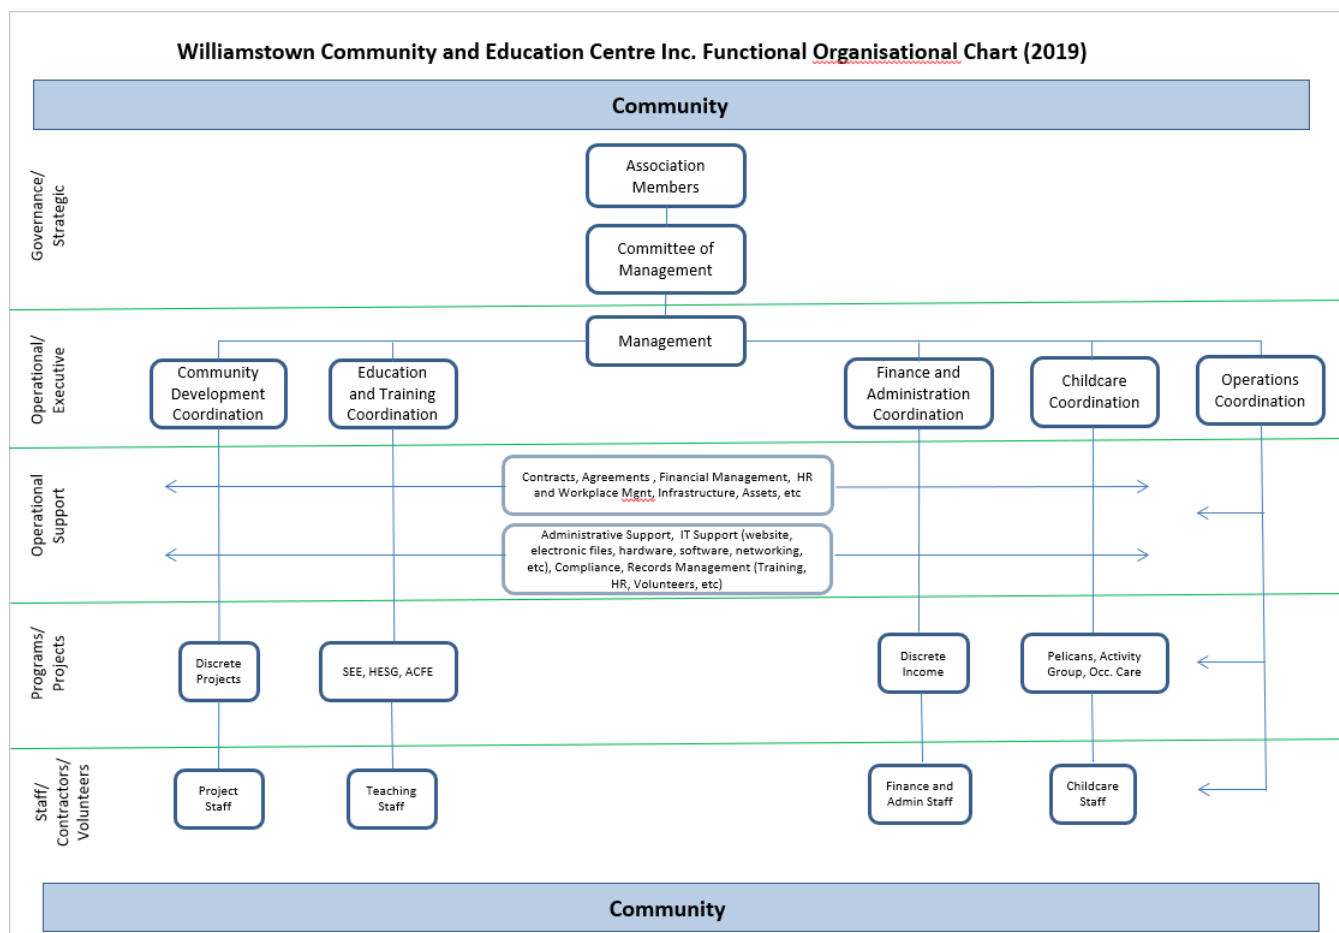 Williamstown Community and Education Centre Inc. Functional Organisational Chart (2019)
Community
Governance/
Strategic
Association
Members
Committee of
Management
Operational/
Executive
Management
Community
Development
Coordination
Education
and Training
Coordination
Finance and
Administration
Coordination
Childcare
Coordination
Operations
Coordination
Operational
Support
Contracts, Agreements , Financial Management, HR
and Workplace Mgnt, Infrastructure, Assets, etc
Administrative Support, IT Support (website,
electronic files, hardware, software, networking,
etc), Compliance, Records Management (Training,
HR, Volunteers, etc)
Programs/
Projects
Discrete
Projects
SEE, HESG, ACFE
Discrete
Income
Pelicans, Activity
Group, Occ. Care
Staff/
Contractors/
Volunteers
Project
Staff
Teaching
Staff
Finance and
Admin Staff
Childcare
Staff
Community